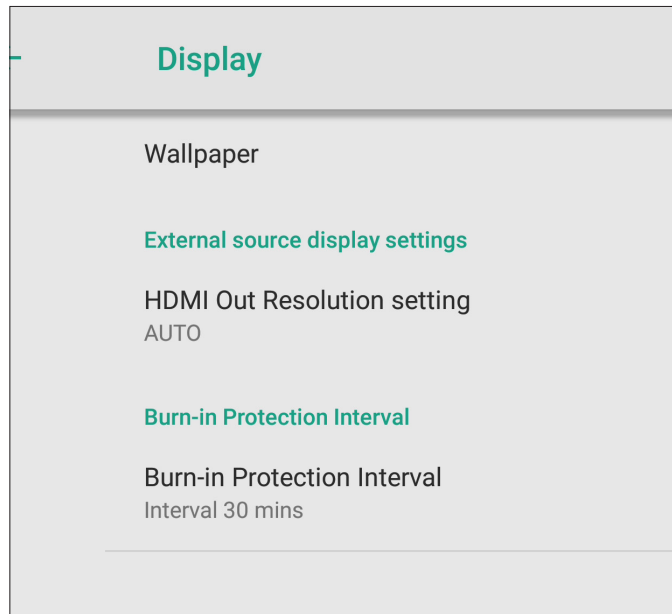 Display
Wallpaper
External source display settings
HDMI Out Resolution setting
AUTO
Burn-in Protection Interval
Burn-in Protection Interval
Interval 30 mins